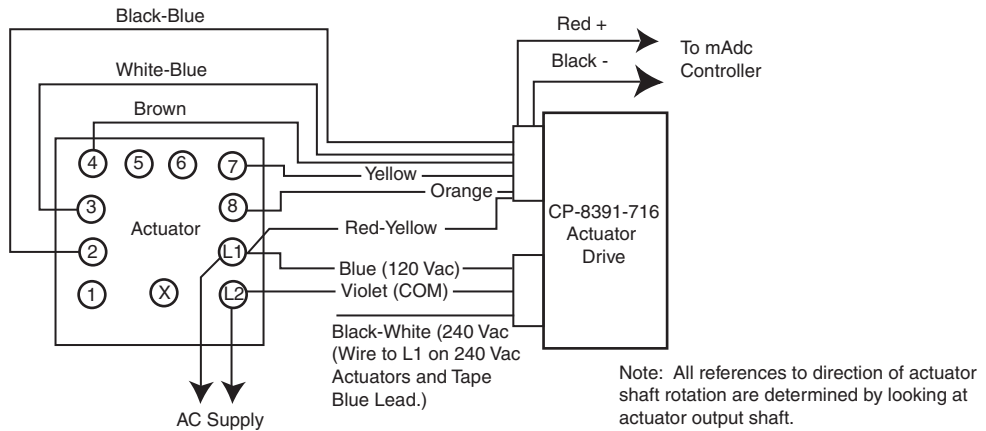 Black-Blue
Red +
To mAdc
Controller
Black -
White-Blue
Brown
4
5
6
7
Yellow
3
8
Orange
CP-8391-716
Actuator
Drive
Actuator
Red-Yellow
2
L1
Blue (120 Vac)
1
X
L2
Violet (COM)
Black-White (240 Vac
(Wire to L1 on 240 Vac
Actuators and Tape
Blue Lead.)
AC Supply
Note: All references to direction of actuator
shaft rotation are determined by looking at
actuator output shaft.